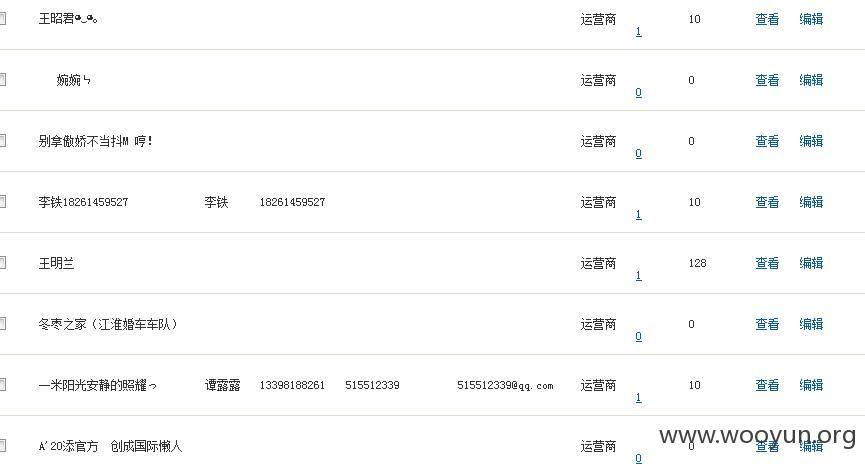 王昭君◕‿◕。 运营商 1 10 查看 编辑
婉婉ㄣ 运营商 0 0 查看 编辑
别拿傲娇不当抖M 哼! 运营商 0 0 查看 编辑
李铁18261459527 李铁 18261459527 运营商 1 10 查看 编辑
王明兰 运营商 1 128 查看 编辑
冬枣之家（江淮婚车车队） 运营商 0 0 查看 编辑
一米阳光安静的照耀っ 谭露露 13398188261 515512339 515512339@qq.com 运营商 1 10 查看 编辑
A'20添官方 创成国际懒人 运营商 0 0 查看 编辑
www.wooyun.org